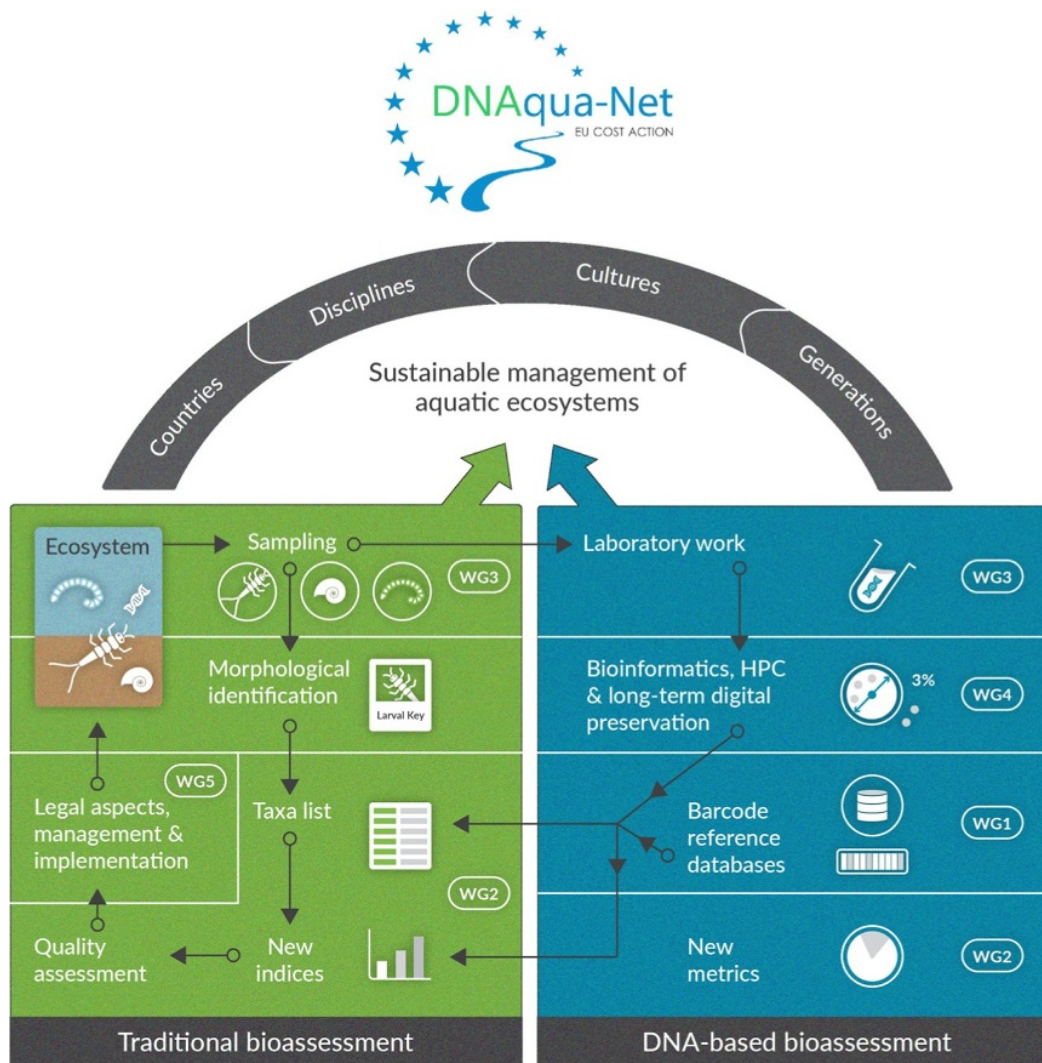 DNAqua-Net
EU COST ACTION
Countries
Disciplines
Cultures
Generations
Sustainable management of
aquatic ecosystems
Ecosystem
Sampling
WG3
Morphological
identification
Larval Key
WG5
Legal aspects,
management &
implementation
Taxa list
WG2
Quality
assessment
New
indices
Traditional bioassessment
Laboratory work
WG3
Bioinformatics, HPC
& long-term digital
preservation
3%
WG4
Barcode
reference
databases
WG1
New
metrics
WG2
DNA-based bioassessment